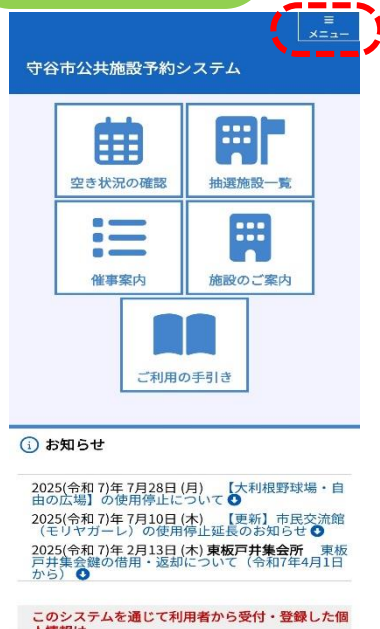 ≡
メニュー
守谷市公共施設予約システム
空き状況の確認
抽選施設一覧
催事案内
施設のご案内
ご利用の手引き
お知らせ
2025(令和 7)年 7月28日 (月) 【大利根野球場・自
由の広場】の使用停止について
2025(令和 7)年 7月10日 (木) 【更新】市民交流館
（モリヤガーレ）の使用停止延長のお知らせ
2025(令和 7)年 2月13日 (木) 東板戸井集会所 東板
戸井集会鍵の借用・返却について（令和7年4月1日
から）
このシステムを通じて利用者から受付・登録した個